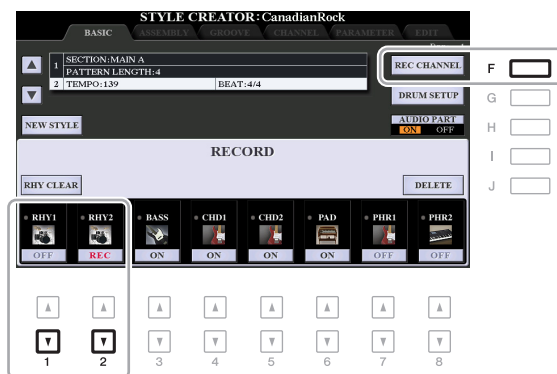 STYLE CREATOR:CanadianRock
BASIC ASSEMBLY GROOVE CHANNEL PARAMETER EDIT
1 SECTION:MAIN A
PATTERN LENGTH:4
2 TEMPO:139 BEAT:4/4
REC CHANNEL
DRUM SETUP
NEW STYLE
AUDIO PART
ON OFF
RECORD
RHY CLEAR DELETE
RHY1 RHY2 BASS CHD1 CHD2 PAD PHR1 PHR2
OFF REC ON ON ON ON OFF OFF
F
G
H
I
J
1 2 3 4 5 6 7 8